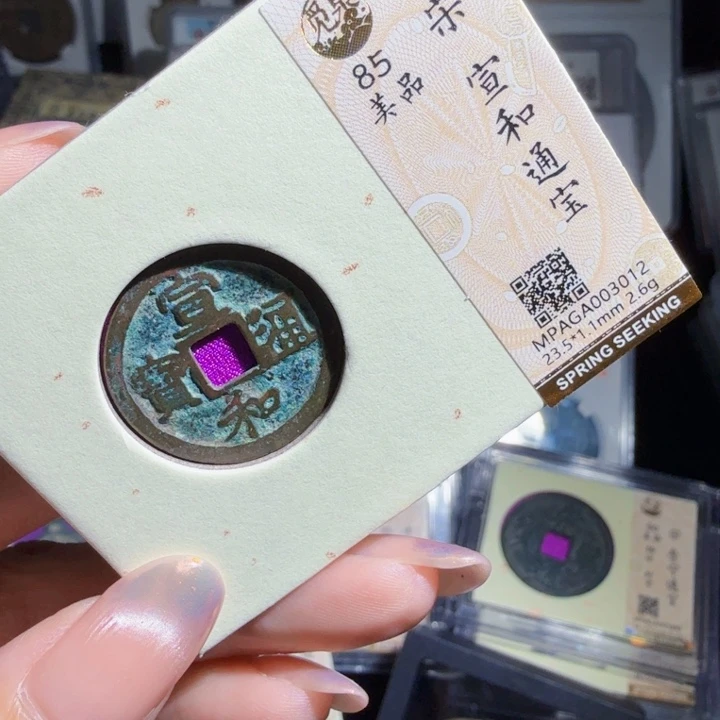 宋
宣和通宝
85
美品
MPAGA003012
23.5*1.1mm 2.6g
SPRING SEEKING
宣和通寶